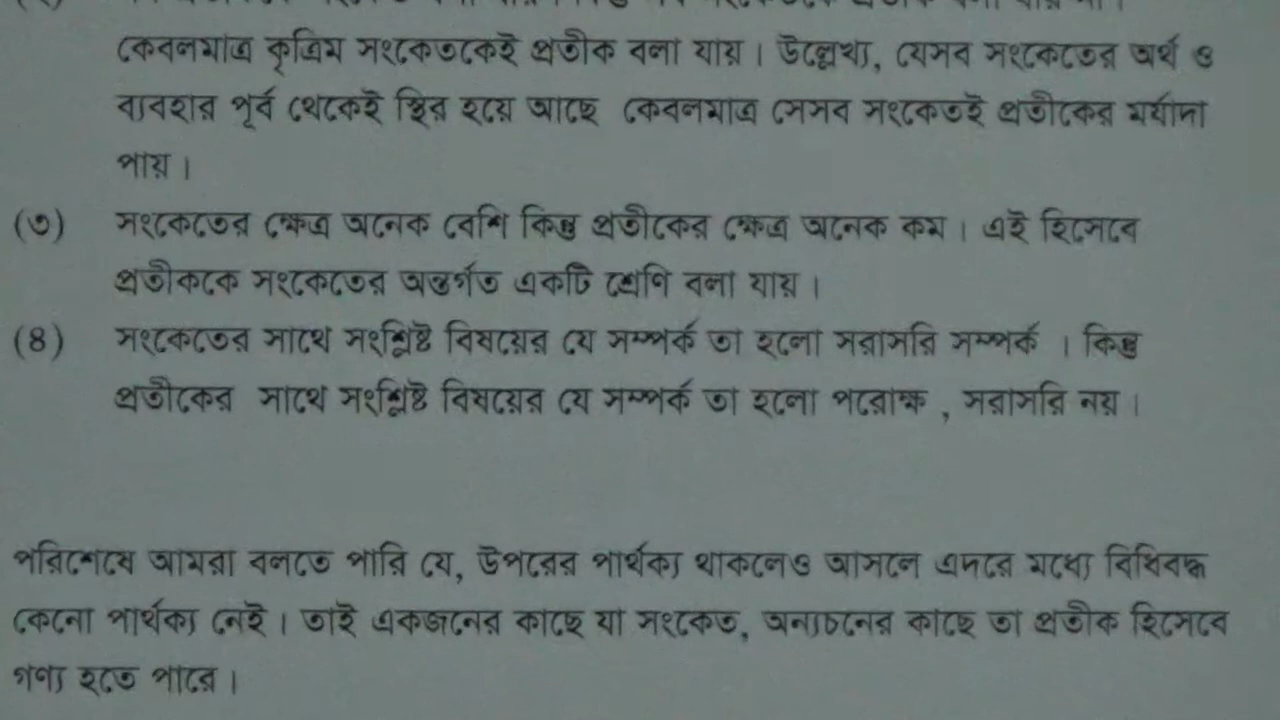 কেবলমাত্র কৃত্রিম সংকেতকেই প্রতীক বলা যায়। উল্লেখ্য, যেসব সংকেতের অর্থ ও
ব্যবহার পূর্ব থেকেই স্থির হয়ে আছে কেবলমাত্র সেসব সংকেতই প্রতীকের মর্যাদা
পায়।
(৩) সংকেতের ক্ষেত্র অনেক বেশি কিন্তু প্রতীকের ক্ষেত্র অনেক কম। এই হিসেবে
প্রতীককে সংকেতের অন্তর্গত একটি শ্রেণি বলা যায়।
(৪) সংকেতের সাথে সংশ্লিষ্ট বিষয়ের যে সম্পর্ক তা হলো সরাসরি সম্পর্ক । কিন্তু
প্রতীকের সাথে সংশ্লিষ্ট বিষয়ের যে সম্পর্ক তা হলো পরোক্ষ , সরাসরি নয়।
পরিশেষে আমরা বলতে পারি যে, উপরের পার্থক্য থাকলেও আসলে এদরে মধ্যে বিধিবদ্ধ
কোনো পার্থক্য নেই। তাই একজনের কাছে যা সংকেত, অন্যচনের কাছে তা প্রতীক হিসেবে
গণ্য হতে পারে।